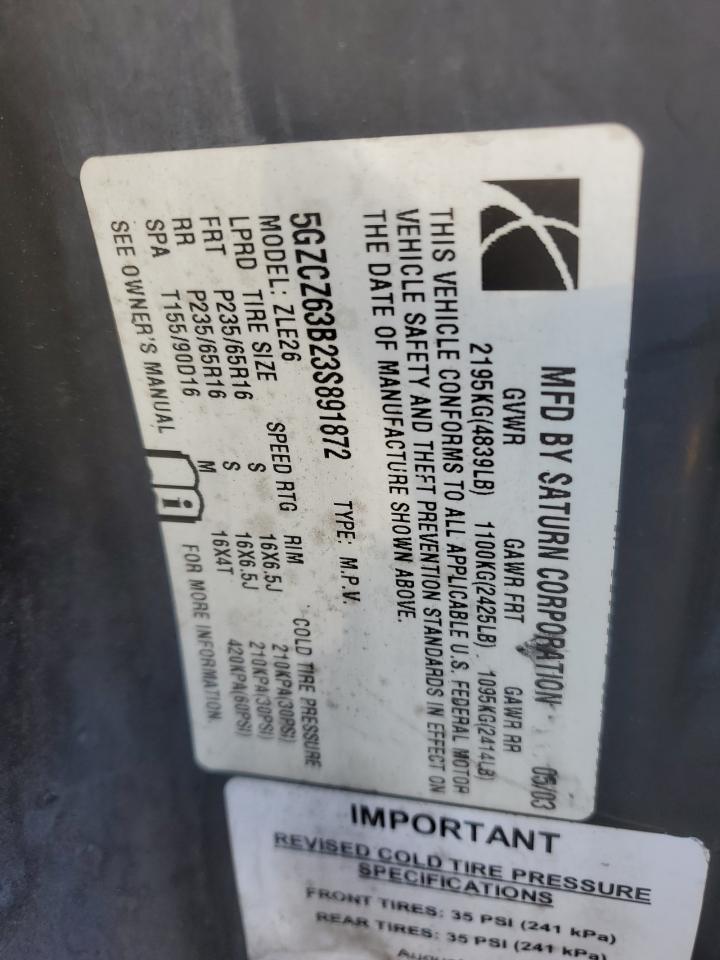 MFD BY SATURN CORPORATION 05/03
GVWR GAWR FRT GAWR RR
2195KG(4839LB) 1100KG(2425LB) 1095KG(2414LB)
THIS VEHICLE CONFORMS TO ALL APPLICABLE U.S. FEDERAL MOTOR
VEHICLE SAFETY AND THEFT PREVENTION STANDARDS IN EFFECT ON
THE DATE OF MANUFACTURE SHOWN ABOVE.
5GZCZ63B23S891872 TYPE: M.P.V.
MODEL: ZLE26
LPRD TIRE SIZE SPEED RTG RIM COLD TIRE PRESSURE
FRT P235/65R16 S 16X6.5J 210KPA(30PSI)
RR P235/65R16 S 16X6.5J 210KPA(30PSI)
SPA T155/90D16 M 16X4T 420KPA(60PSI)
SEE OWNER'S MANUAL i FOR MORE INFORMATION.
IMPORTANT
REVISED COLD TIRE PRESSURE
SPECIFICATIONS
FRONT TIRES: 35 PSI (241 kPa)
REAR TIRES: 35 PSI (241 kPa)